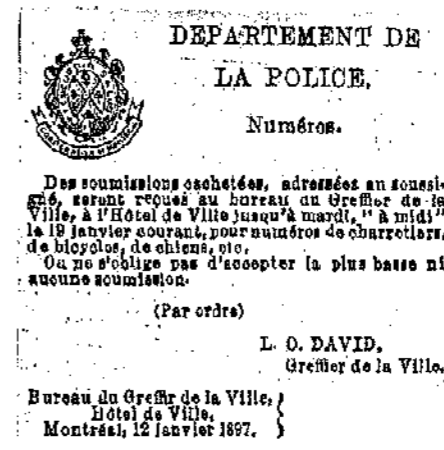 DEPARTEMENT DE
LA POLICE.
Numéros.
Des soumissions cachetées, adressées au soussi-
gné, seront reçues au bureau du Greffier de la
Ville, à l'Hôtel de Ville jusqu'à mardi, "à midi"
le 19 janvier courant, pour numéros de charretiers,
de bicycles, de chiens, etc.
On ne s'oblige pas d'accepter la plus basse ni
aucune soumission.
(Par ordre)
L. O. DAVID,
Greffier de la Ville.
Bureau du Greffr de la Ville,
Hôtel de Ville,
Montréal, 12 janvier 1897.